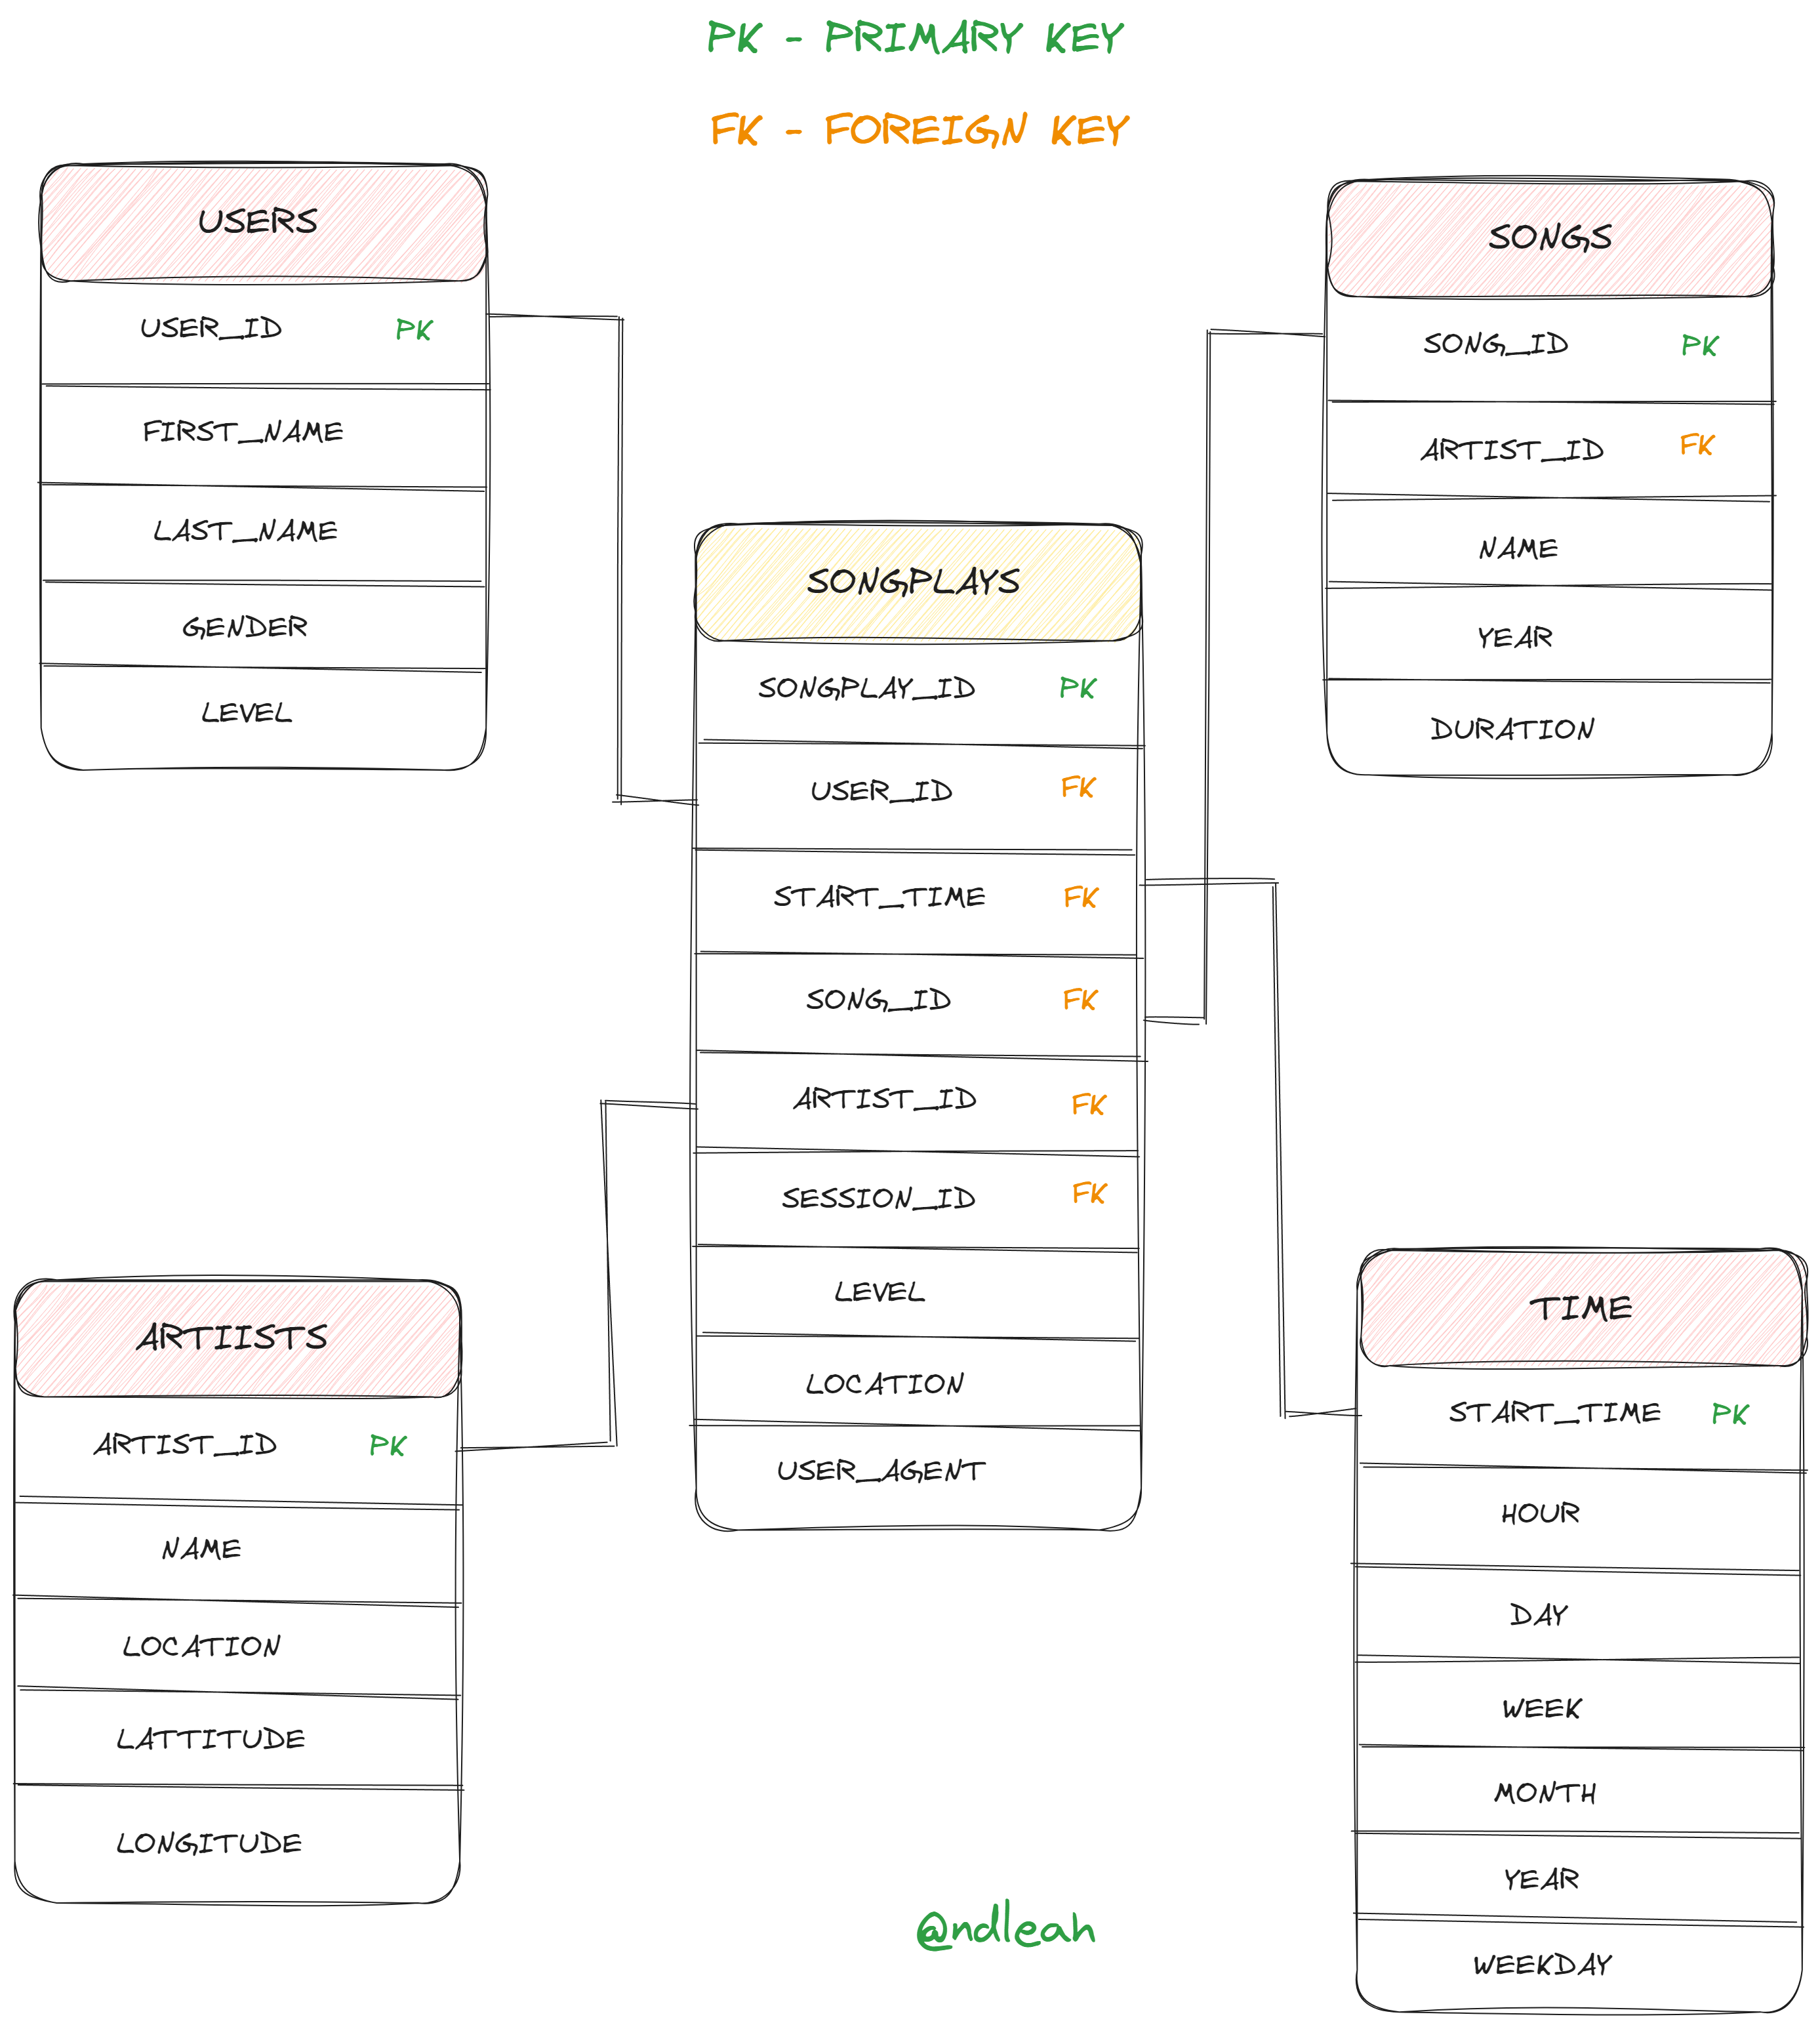 PK - PRIMARY KEY
FK - FOREIGN KEY
USERS
USER_ID PK
FIRST_NAME
LAST_NAME
GENDER
LEVEL
SONGS
SONG_ID PK
ARTIST_ID FK
NAME
YEAR
DURATION
SONGPLAYS
SONGPLAY_ID PK
USER_ID FK
START_TIME FK
SONG_ID FK
ARTIST_ID FK
SESSION_ID FK
LEVEL
LOCATION
USER_AGENT
ARTIISTS
ARTIST_ID PK
NAME
LOCATION
LATTITUDE
LONGITUDE
TIME
START_TIME PK
HOUR
DAY
WEEK
MONTH
YEAR
WEEKDAY
@ndleah